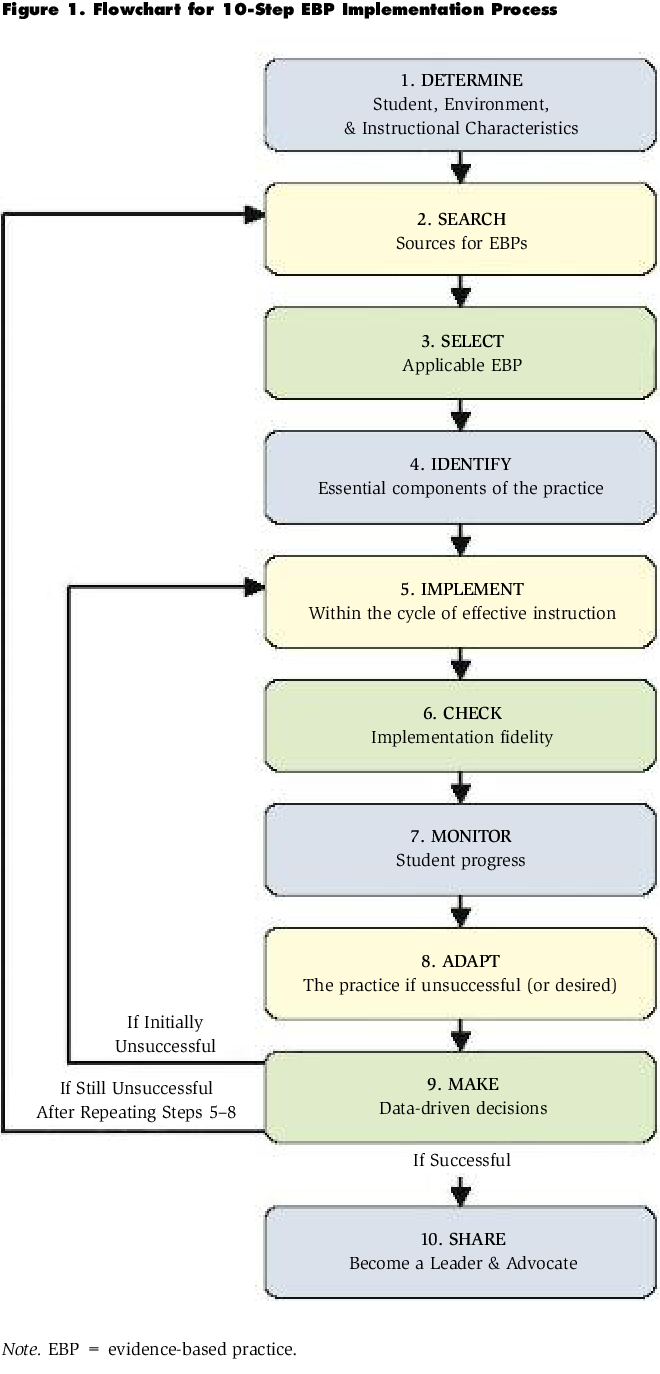 Figure 1. Flowchart for 10-Step EBP Implementation Process
1. DETERMINE
Student, Environment,
& Instructional Characteristics
2. SEARCH
Sources for EBPs
3. SELECT
Applicable EBP
4. IDENTIFY
Essential components of the practice
5. IMPLEMENT
Within the cycle of effective instruction
6. CHECK
Implementation fidelity
7. MONITOR
Student progress
8. ADAPT
The practice if unsuccessful (or desired)
If Initially
Unsuccessful
9. MAKE
Data-driven decisions
If Still Unsuccessful
After Repeating Steps 5–8
If Successful
10. SHARE
Become a Leader & Advocate
Note. EBP = evidence-based practice.